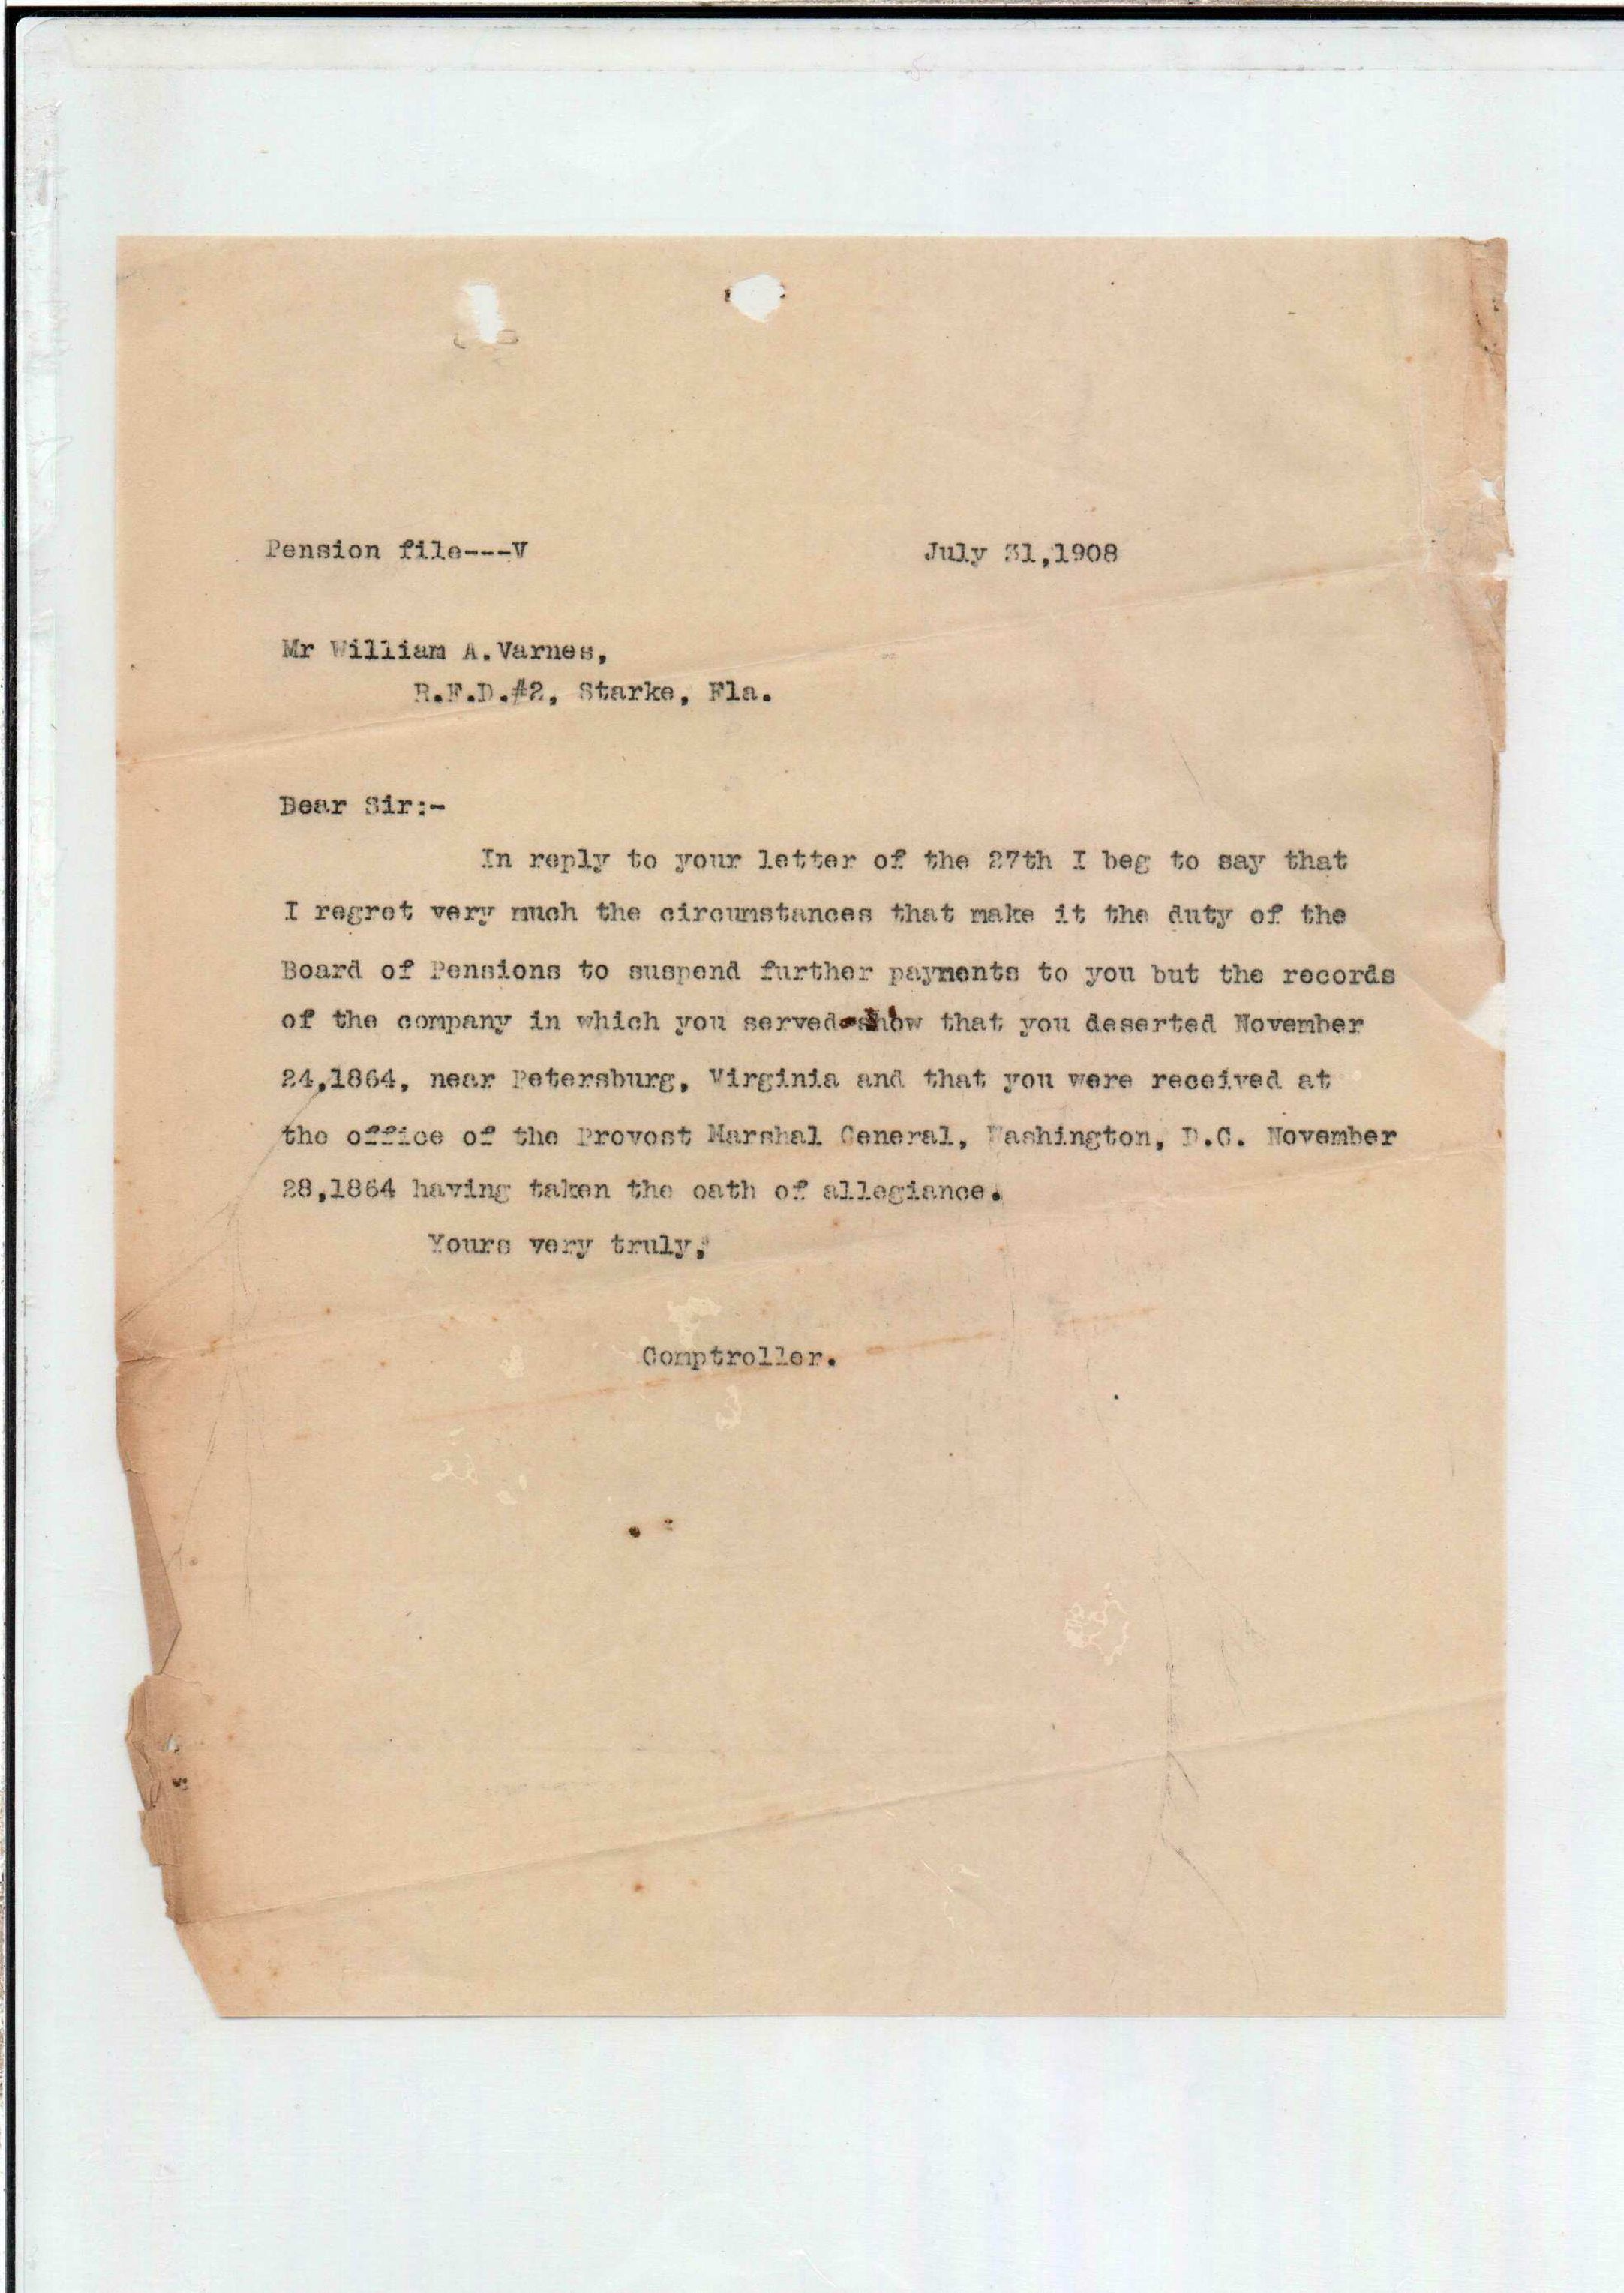 Pension file---V July 31,1908
Mr William A.Varnes,
R.F.D.#2, Starke, Fla.
Dear Sir:-
In reply to your letter of the 27th I beg to say that
I regret very much the circumstances that make it the duty of the
Board of Pensions to suspend further payments to you but the records
of the company in which you served show that you deserted November
24,1864, near Petersburg, Virginia and that you were received at
the office of the Provost Marshal General, Washington, D.C. November
28,1864 having taken the oath of allegiance.
Yours very truly,
Comptroller.